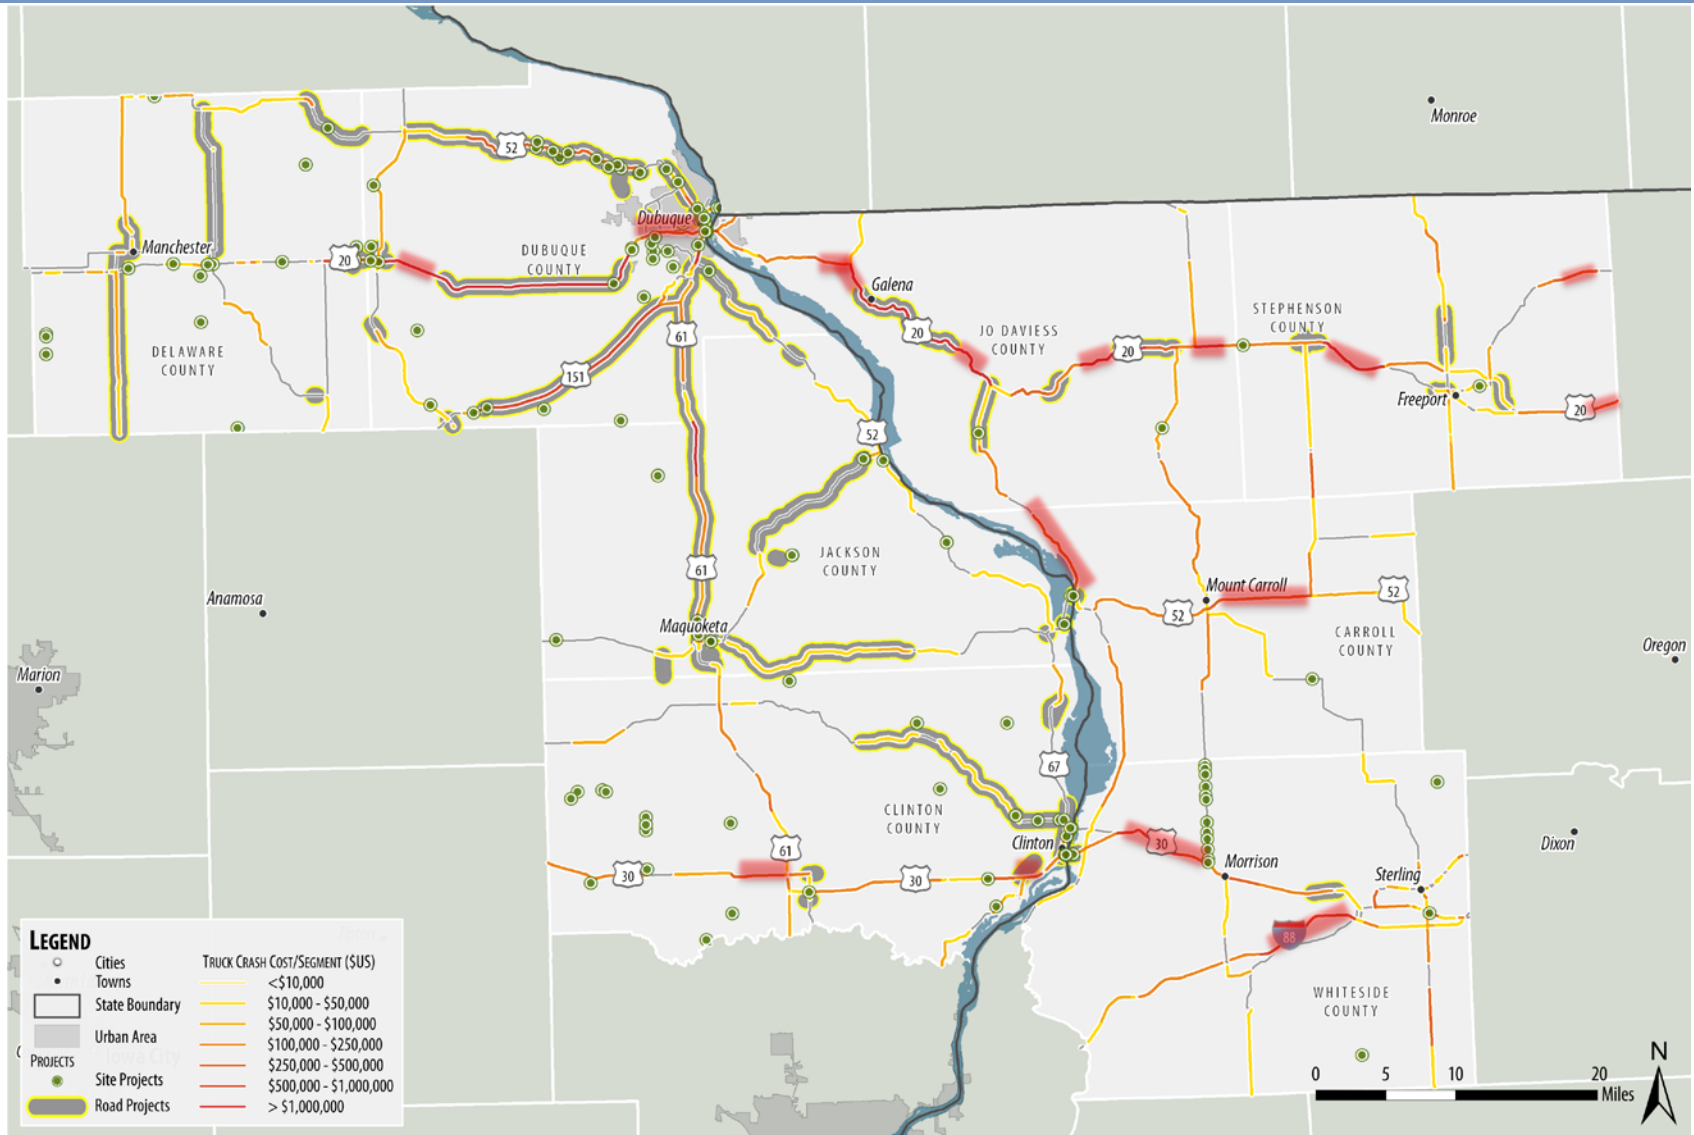 Monroe
52
Dubuque
Manchester
DUBUQUE
COUNTY
20
Galena
20
JO DAVIESS
COUNTY
STEPHENSON
COUNTY
61
20
DELAWARE
COUNTY
151
Freeport
20
52
JACKSON
COUNTY
61
Anamosa
Mount Carroll
52
52
Maquoketa
CARROLL
COUNTY
Oregon
Marion
67
CLINTON
COUNTY
Clinton
30
61
Dixon
Morrison
30
30
Sterling
88
WHITESIDE
COUNTY
LEGEND
Cities
Towns
State Boundary
Urban Area
PROJECTS
Site Projects
Road Projects
TRUCK CRASH COST/SEGMENT ($US)
<$10,000
$10,000 - $50,000
$50,000 - $100,000
$100,000 - $250,000
$250,000 - $500,000
$500,000 - $1,000,000
> $1,000,000
Iowa City
N
0 5 10 20
Miles